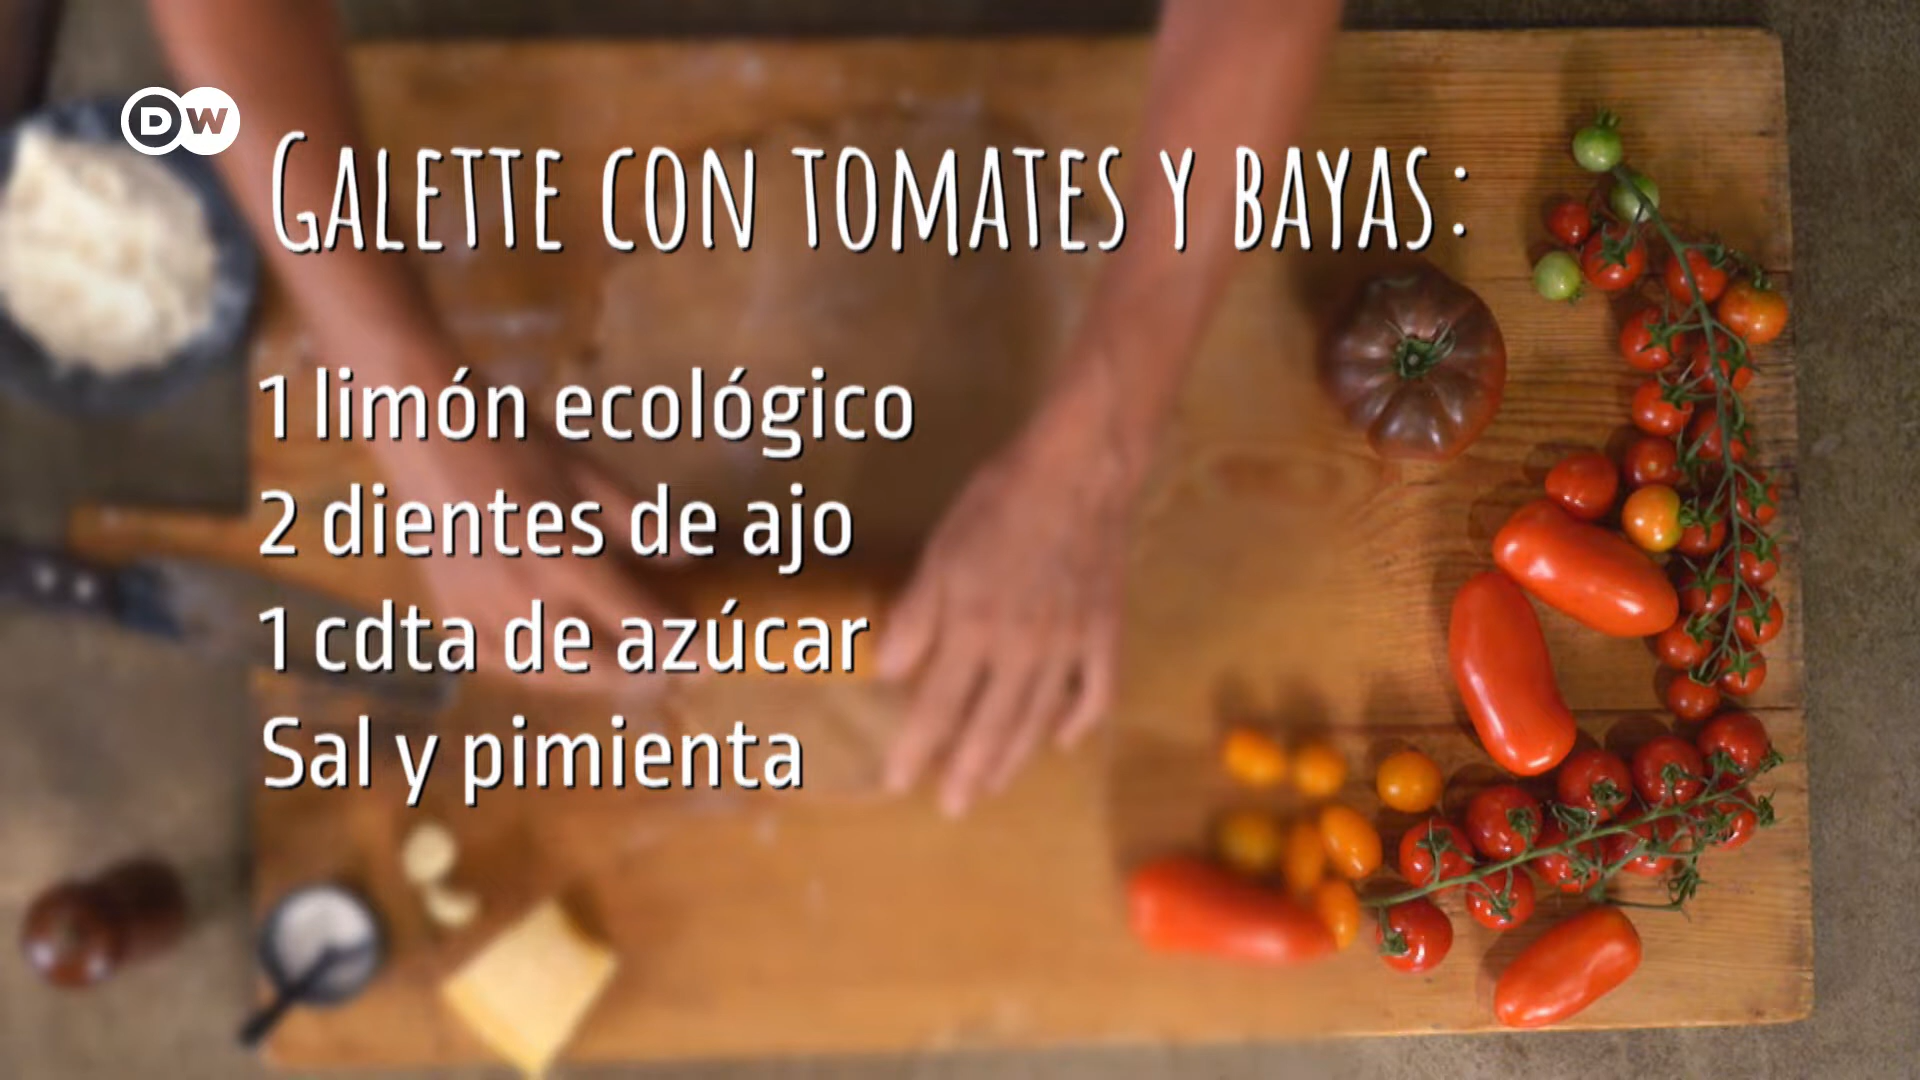 DW
Galette con tomates y bayas:
1 limón ecológico
2 dientes de ajo
1 cdta de azúcar
Sal y pimienta